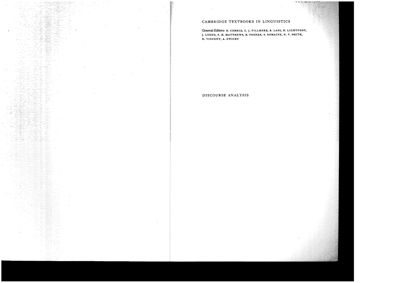 CAMBRIDGE TEXTBOOKS IN LINGUISTICS
General Editors: B. COMRIE, C. J. FILLMORE, R. LASS, D. LIGHTFOOT,
J. LYONS, P. H. MATTHEWS, R. POSNER, S. ROMAINE, N. V. SMITH,
N. VINCENT, A. ZWICKY
DISCOURSE ANALYSIS